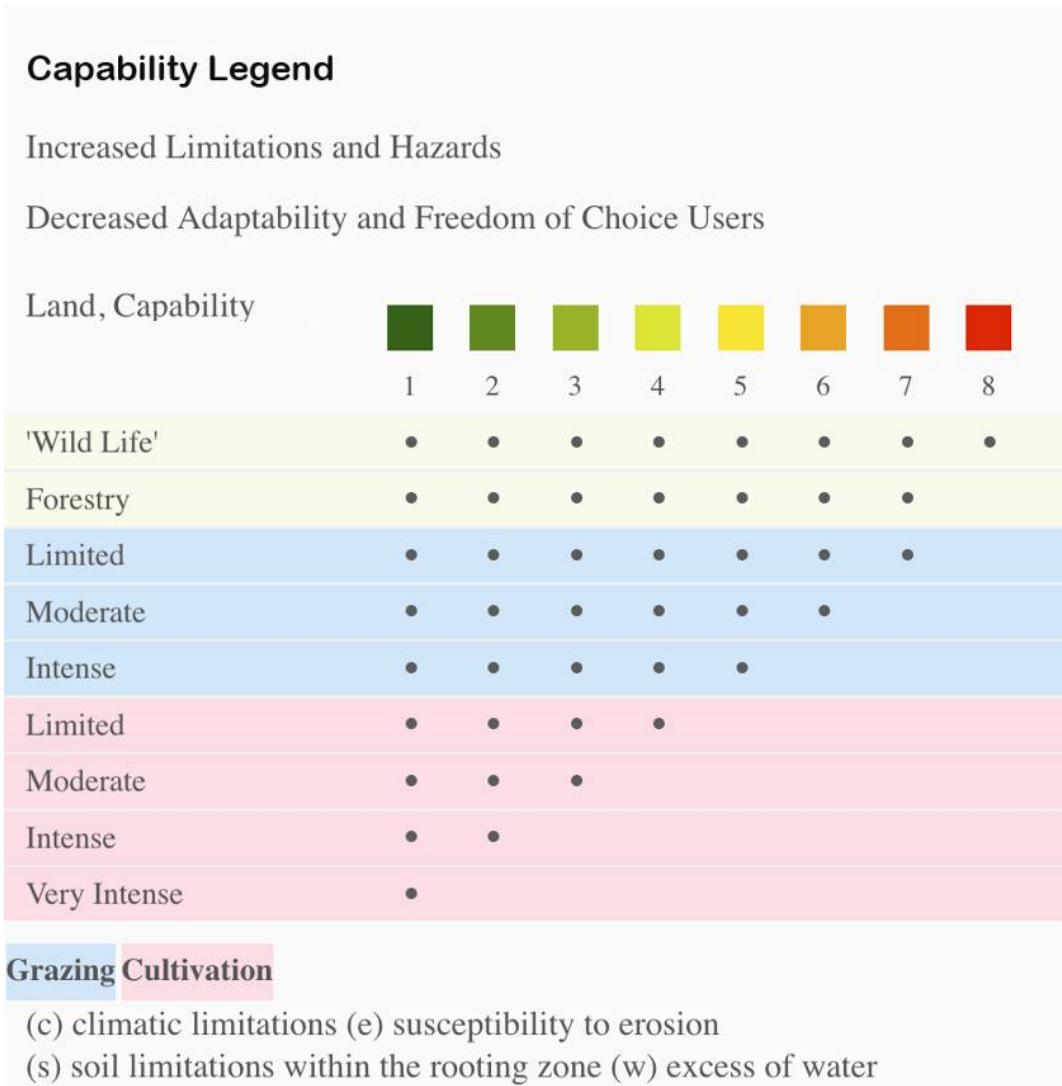 Capability Legend
Increased Limitations and Hazards
Decreased Adaptability and Freedom of Choice Users
Land, Capability
1 2 3 4 5 6 7 8
'Wild Life'
Forestry
Limited
Moderate
Intense
Limited
Moderate
Intense
Very Intense
Grazing Cultivation
(c) climatic limitations (e) susceptibility to erosion
(s) soil limitations within the rooting zone (w) excess of water